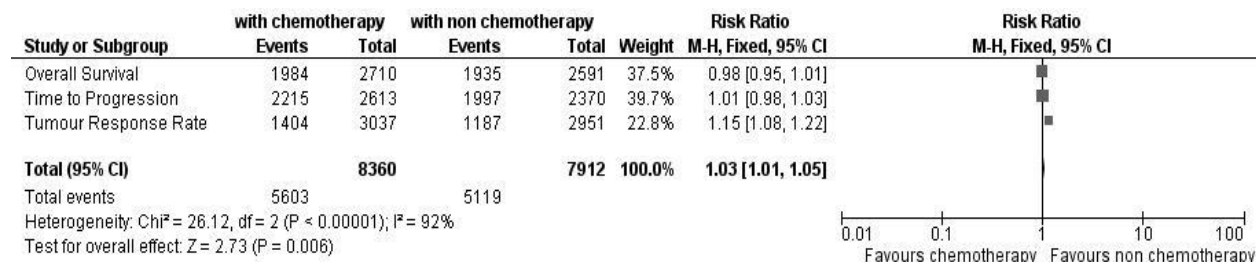 with chemotherapy with non chemotherapy Risk Ratio Risk Ratio
Study or Subgroup Events Total Events Total Weight M-H, Fixed, 95% CI M-H, Fixed, 95% CI
Overall Survival 1984 2710 1935 2591 37.5% 0.98 [0.95, 1.01]
Time to Progression 2215 2613 1997 2370 39.7% 1.01 [0.98, 1.03]
Tumour Response Rate 1404 3037 1187 2951 22.8% 1.15 [1.08, 1.22]
Total (95% CI) 8360 7912 100.0% 1.03 [1.01, 1.05]
Total events 5603 5119
Heterogeneity: Chi² = 26.12, df = 2 (P < 0.00001); I² = 92%
Test for overall effect: Z = 2.73 (P = 0.006)
0.01 0.1 1 10 100
Favours chemotherapy Favours non chemotherapy